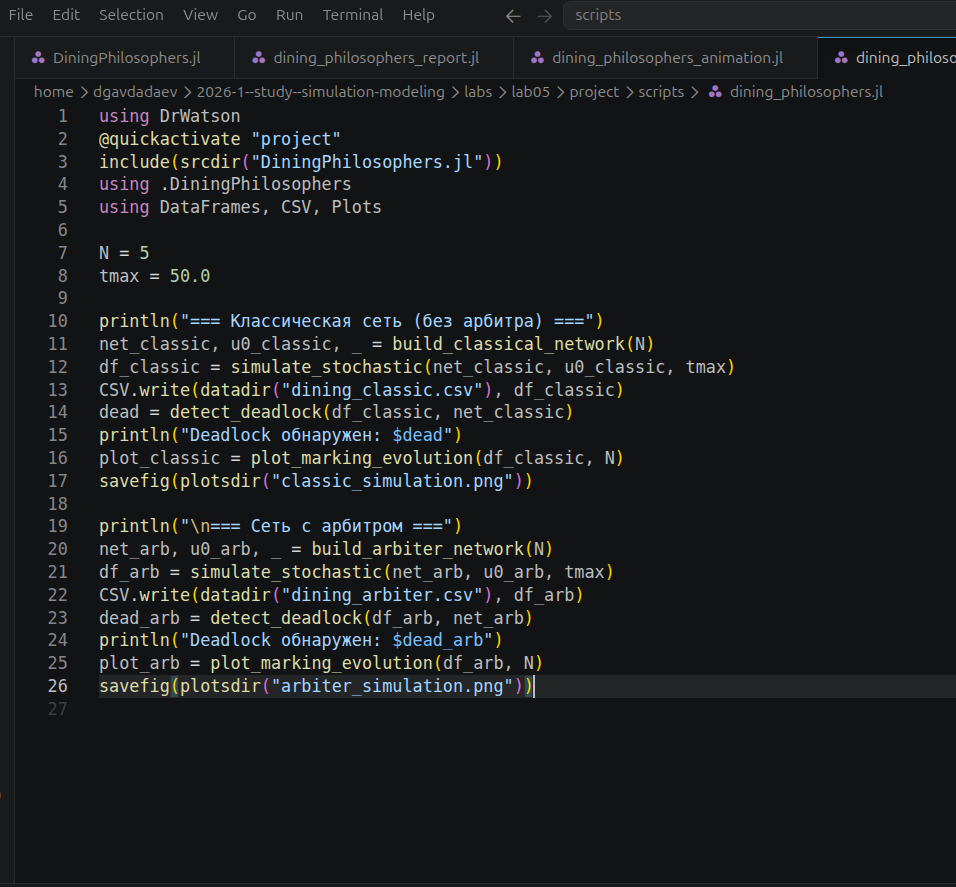 File Edit Selection View Go Run Terminal Help ← → scripts
DiningPhilosophers.jl dining_philosophers_report.jl dining_philosophers_animation.jl dining_philoso
home > dgavdadaev > 2026-1--study--simulation-modeling > labs > lab05 > project > scripts > dining_philosophers.jl
1 using DrWatson
2 @quickactivate "project"
3 include(srcdir("DiningPhilosophers.jl"))
4 using .DiningPhilosophers
5 using DataFrames, CSV, Plots
6
7 N = 5
8 tmax = 50.0
9
10 println("=== Классическая сеть (без арбитра) ===")
11 net_classic, u0_classic, _ = build_classical_network(N)
12 df_classic = simulate_stochastic(net_classic, u0_classic, tmax)
13 CSV.write(datadir("dining_classic.csv"), df_classic)
14 dead = detect_deadlock(df_classic, net_classic)
15 println("Deadlock обнаружен: $dead")
16 plot_classic = plot_marking_evolution(df_classic, N)
17 savefig(plotsdir("classic_simulation.png"))
18
19 println("\n=== Сеть с арбитром ===")
20 net_arb, u0_arb, _ = build_arbiter_network(N)
21 df_arb = simulate_stochastic(net_arb, u0_arb, tmax)
22 CSV.write(datadir("dining_arbiter.csv"), df_arb)
23 dead_arb = detect_deadlock(df_arb, net_arb)
24 println("Deadlock обнаружен: $dead_arb")
25 plot_arb = plot_marking_evolution(df_arb, N)
26 savefig(plotsdir("arbiter_simulation.png"))
27